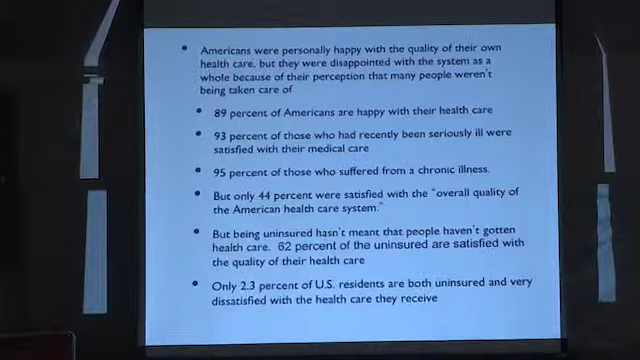 • Americans were personally happy with the quality of their own
health care, but they were disappointed with the system as a
whole because of their perception that many people weren't
being taken care of
• 89 percent of Americans are happy with their health care
• 93 percent of those who had recently been seriously ill were
satisfied with their medical care
• 95 percent of those who suffered from a chronic illness.
• But only 44 percent were satisfied with the "overall quality of
the American health care system."
• But being uninsured hasn't meant that people haven't gotten
health care. 62 percent of the uninsured are satisfied with
the quality of their health care
• Only 2.3 percent of U.S. residents are both uninsured and very
dissatisfied with the health care they receive